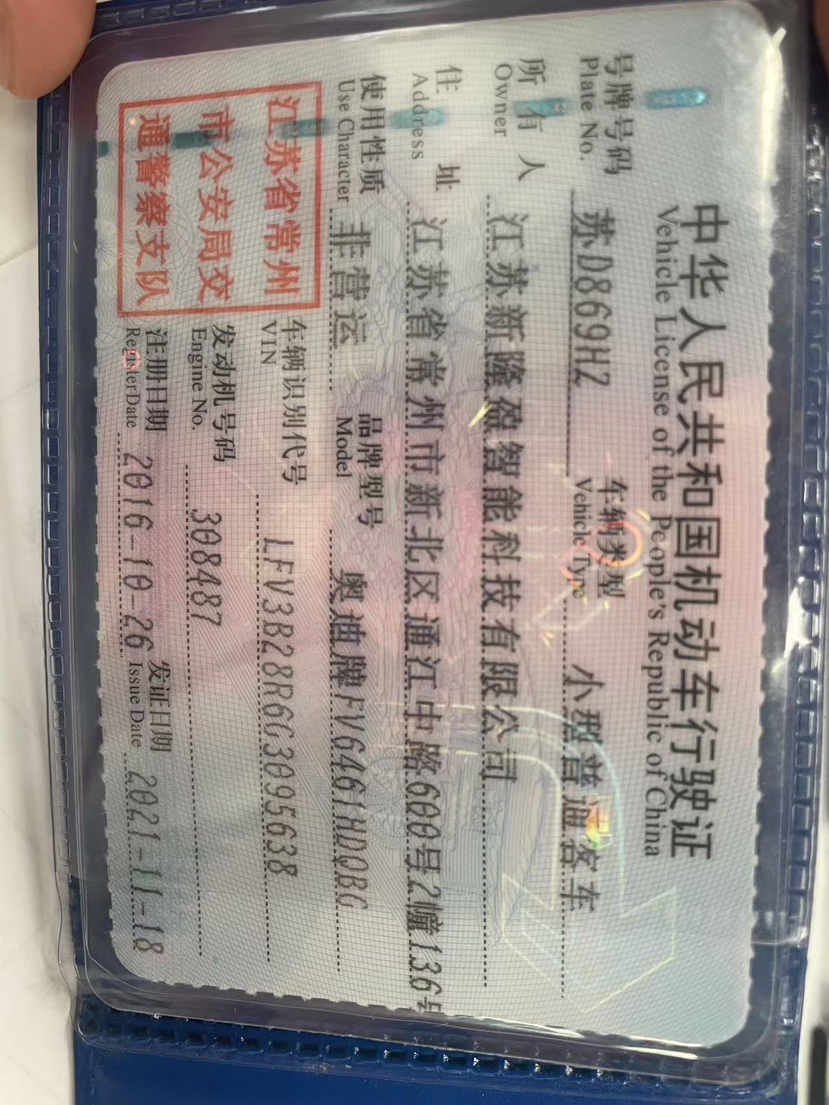 中华人民共和国机动车行驶证
Vehicle License of the People's Republic of China
号牌号码 苏D869HZ 车辆类型 小型普通客车
Plate No. Vehicle Type
所有人 江苏新隆盈智能科技有限公司
Owner
住址 江苏省常州市新北区通江中路600号2幢136号
Address
使用性质 非营运 品牌型号 奥迪牌FV6461HDQBG
Use Character Model
江苏省常州
市公安局交
通警察支队
车辆识别代号 LFV3B28R6G3095638
VIN
发动机号码 308487
Engine No.
注册日期 2016-10-26 发证日期 2021-11-18
Register Date Issue Date